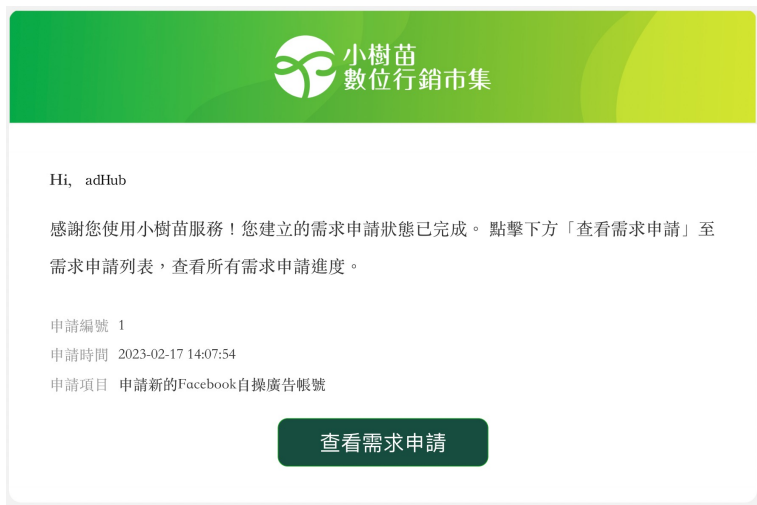 小樹苗
數位行銷市集
Hi, adHub
感謝您使用小樹苗服務！您建立的需求申請狀態已完成。 點擊下方「查看需求申請」至
需求申請列表，查看所有需求申請進度。
申請編號 1
申請時間 2023-02-17 14:07:54
申請項目 申請新的Facebook自操廣告帳號
查看需求申請